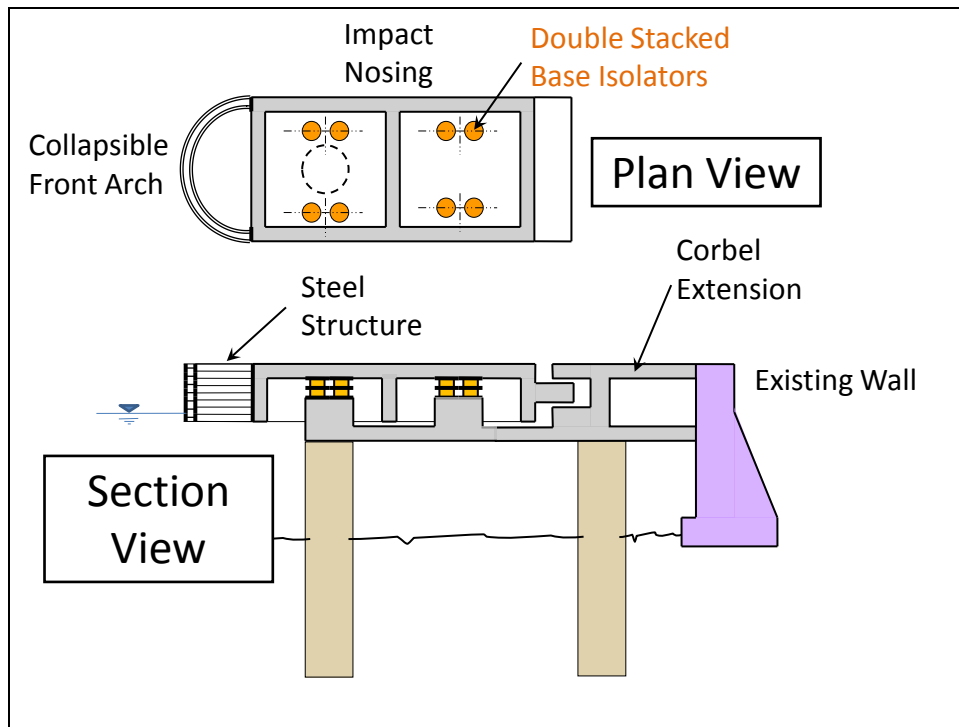 Impact
Nosing
Double Stacked
Base Isolators
Collapsible
Front Arch
Plan View
Corbel
Extension
Steel
Structure
Existing Wall
Section
View